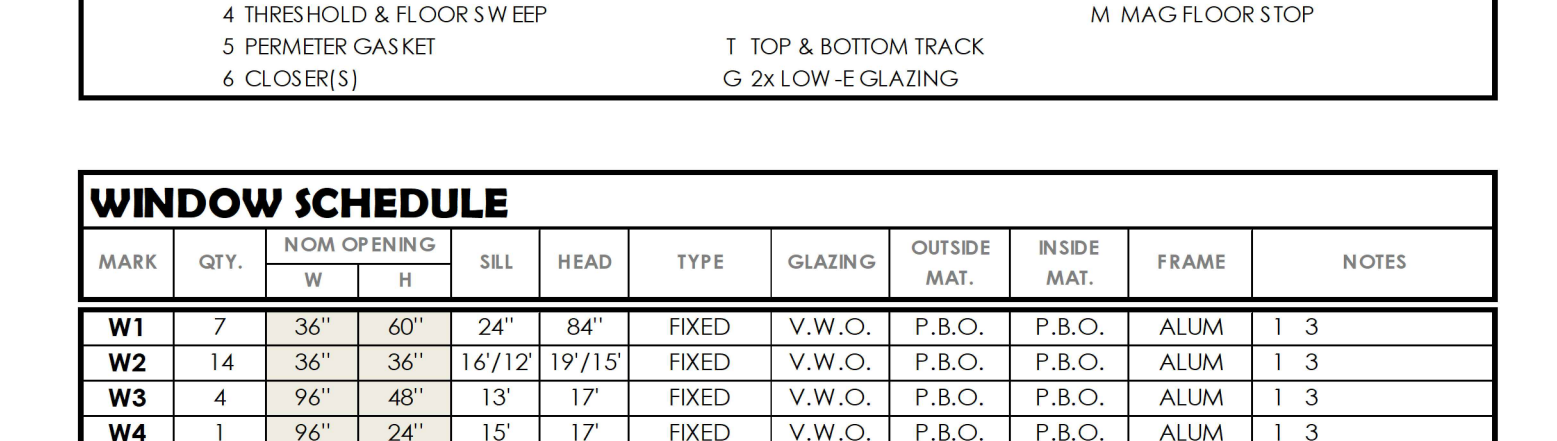 4 THRESHOLD & FLOOR SWEEP M MAG FLOOR STOP
5 PERMETER GASKET T TOP & BOTTOM TRACK
6 CLOSER(S) G 2x LOW-E GLAZING
WINDOW SCHEDULE
MARK QTY. NOM OPENING W H SILL HEAD TYPE GLAZING OUTSIDE MAT. INSIDE MAT. FRAME NOTES
W1 7 36" 60" 24" 84" FIXED V.W.O. P.B.O. P.B.O. ALUM 1 3
W2 14 36" 36" 16'/12' 19'/15' FIXED V.W.O. P.B.O. P.B.O. ALUM 1 3
W3 4 96" 48" 13' 17' FIXED V.W.O. P.B.O. P.B.O. ALUM 1 3
W4 1 96" 24" 15' 17' FIXED V.W.O. P.B.O. P.B.O. ALUM 1 3